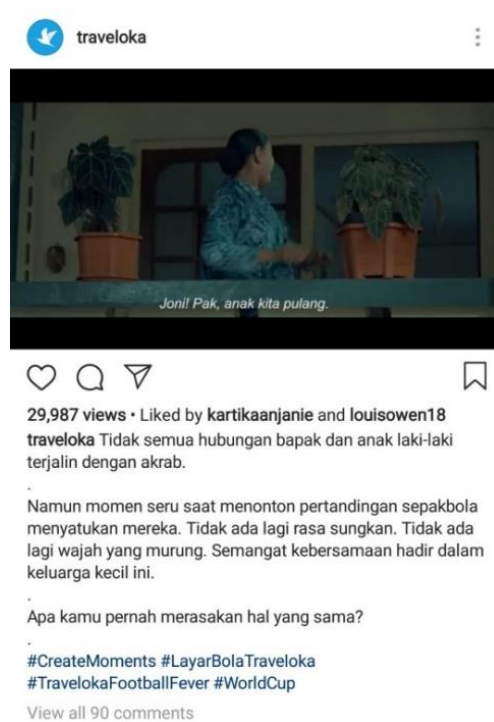 traveloka
Joni! Pak, anak kita pulang.
29,987 views • Liked by kartikaanjanie and louisowen18
traveloka Tidak semua hubungan bapak dan anak laki-laki
terjalin dengan akrab.
.
Namun momen seru saat menonton pertandingan sepakbola
menyatukan mereka. Tidak ada lagi rasa sungkan. Tidak ada
lagi wajah yang murung. Semangat kebersamaan hadir dalam
keluarga kecil ini.
.
Apa kamu pernah merasakan hal yang sama?
.
#CreateMoments #LayarBolaTraveloka
#TravelokaFootballFever #WorldCup
View all 90 comments